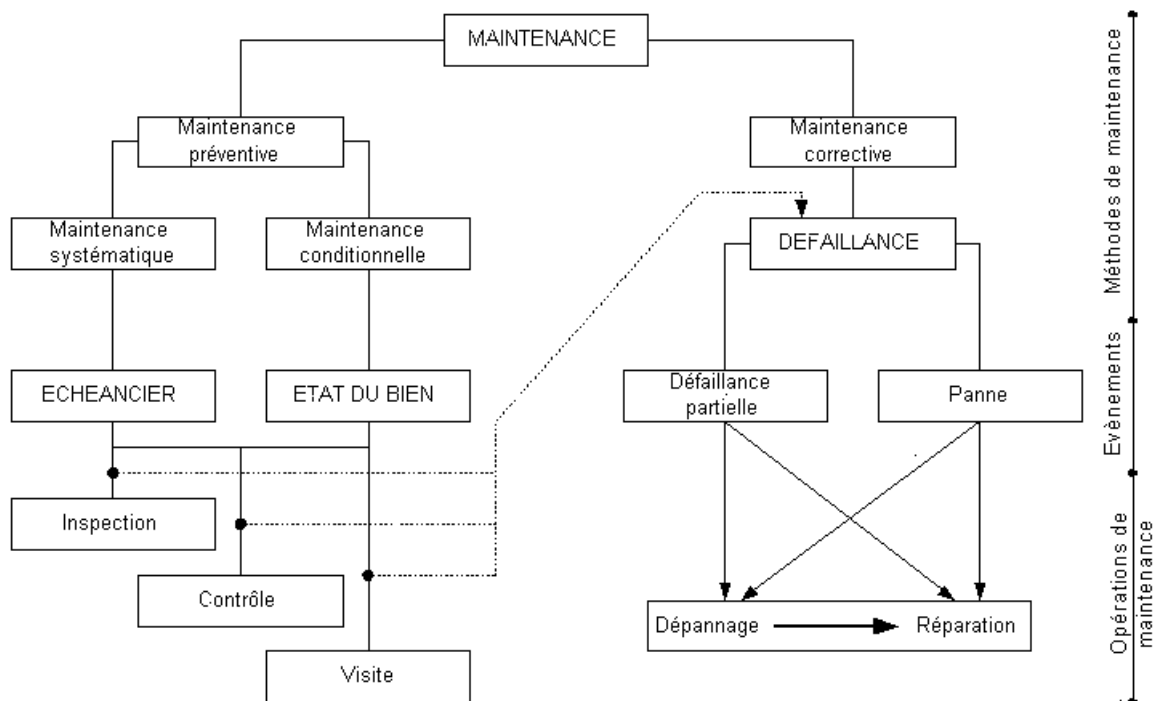 MAINTENANCE
Maintenance
préventive
Maintenance
corrective
Maintenance
systématique
Maintenance
conditionnelle
DEFAILLANCE
ECHEANCIER
ETAT DU BIEN
Défaillance
partielle
Panne
Inspection
Contrôle
Visite
Dépannage
Réparation
Méthodes de maintenance
Evènements
Opérations de
maintenance